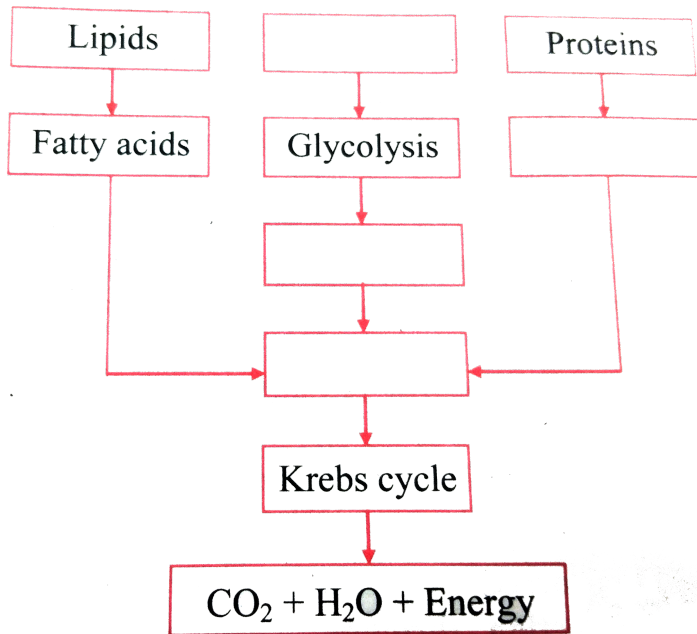 Lipids
Proteins
Fatty acids
Glycolysis
Krebs cycle
CO₂ + H₂O + Energy